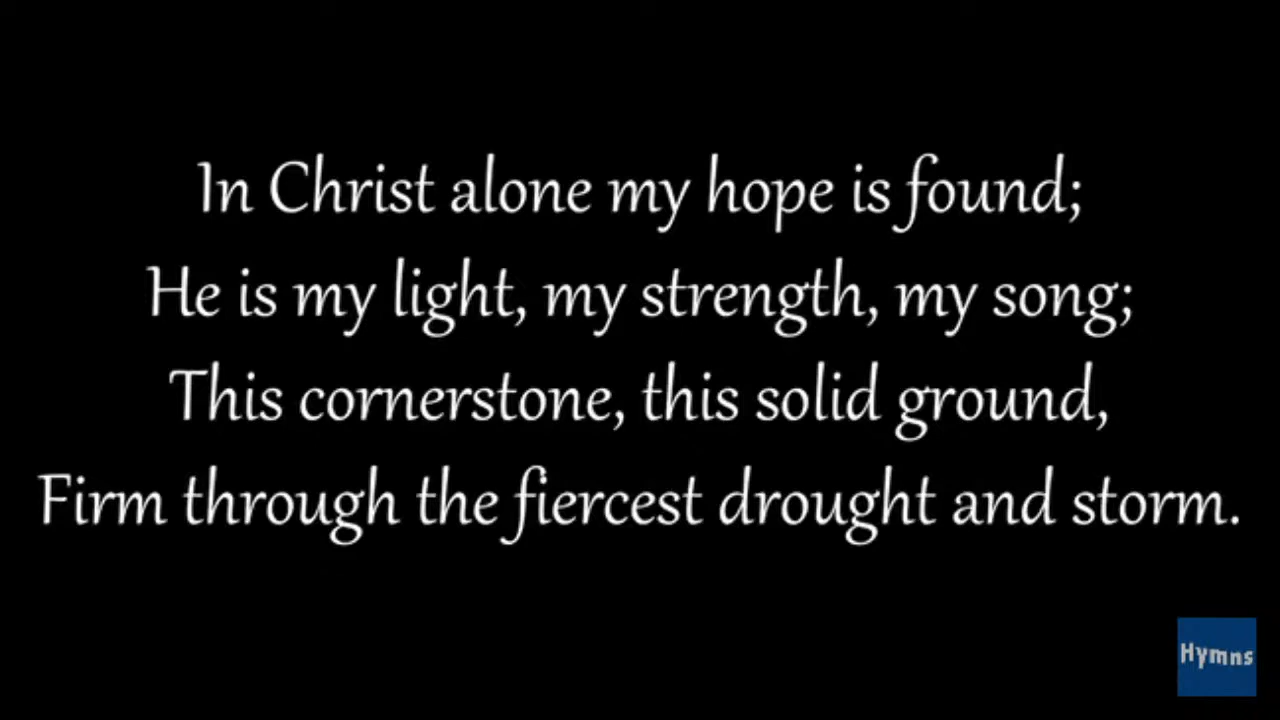 In Christ alone my hope is found;
He is my light, my strength, my song;
This cornerstone, this solid ground,
Firm through the fiercest drought and storm.
Hymns